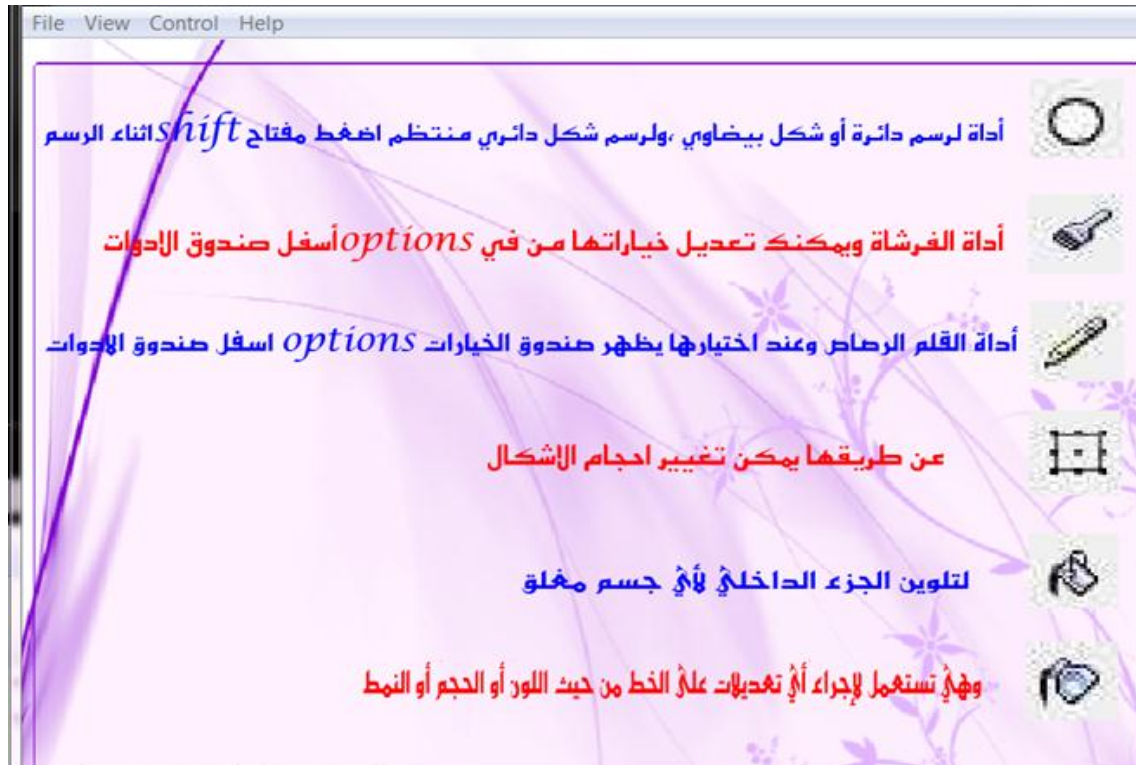 File View Control Help
أداة لرسم دائرة أو شكل بيضاوي ،ولرسم شكل دائري منتظم اضغط مفتاح shift اثناء الرسم
أداة الفرشاة ويمكنك تعديل خياراتها من في options أسفل صندوق الادوات
أداة القلم الرصاص وعند اختيارها يظهر صندوق الخيارات options اسفل صندوق الادوات
عن طريقها يمكن تغيير احجام الاشكال
لتلوين الجزء الداخلي لأي جسم مغلق
وهي تستعمل لإجراء أي تعديلات على الخط من حيث اللون أو الحجم أو النمط